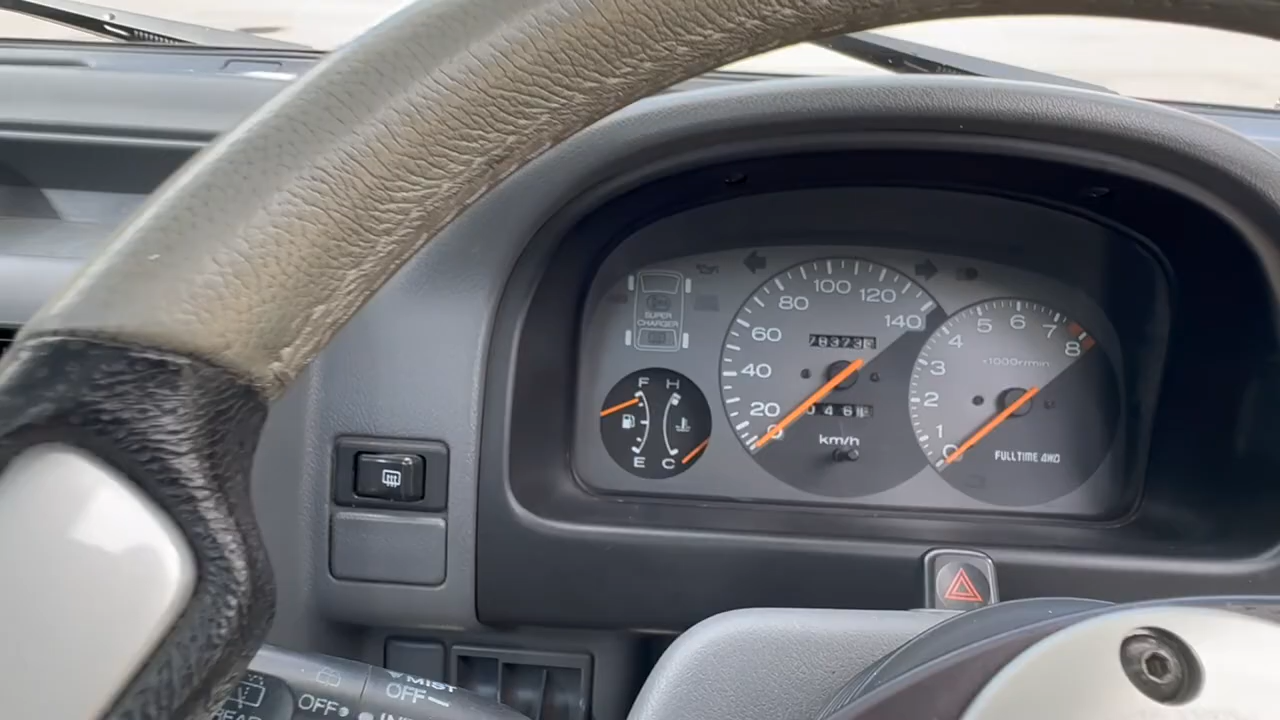 SUPER
CHARGER
F H
E C
0 20 40 60 80 100 120 140
km/h
0 1 2 3 4 5 6 7 8
×1000r/min
FULLTIME 4WD
MIST
OFF
OFF
REAR